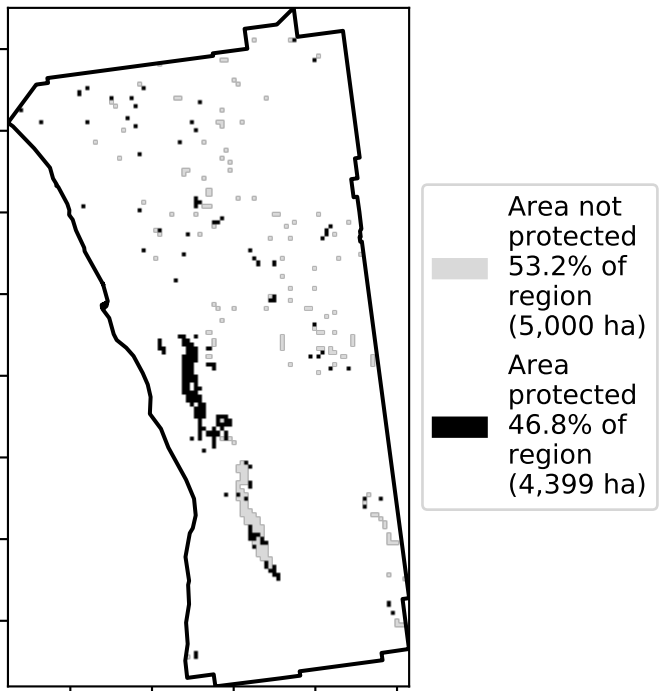 Area not
protected
53.2% of
region
(5,000 ha)
Area
protected
46.8% of
region
(4,399 ha)